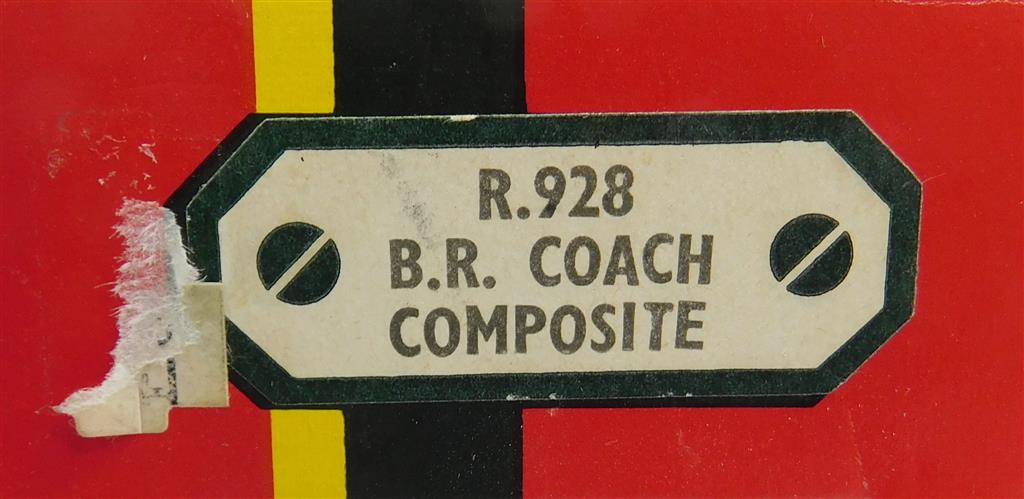 R.928
B.R. COACH
COMPOSITE